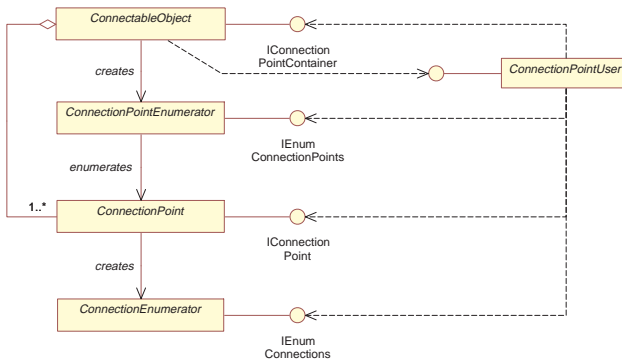 ConnectableObject
IConnection
PointContainer
ConnectionPointUser
creates
ConnectionPointEnumerator
IEnum
ConnectionPoints
enumerates
1..*
ConnectionPoint
IConnection
Point
creates
ConnectionEnumerator
IEnum
Connections